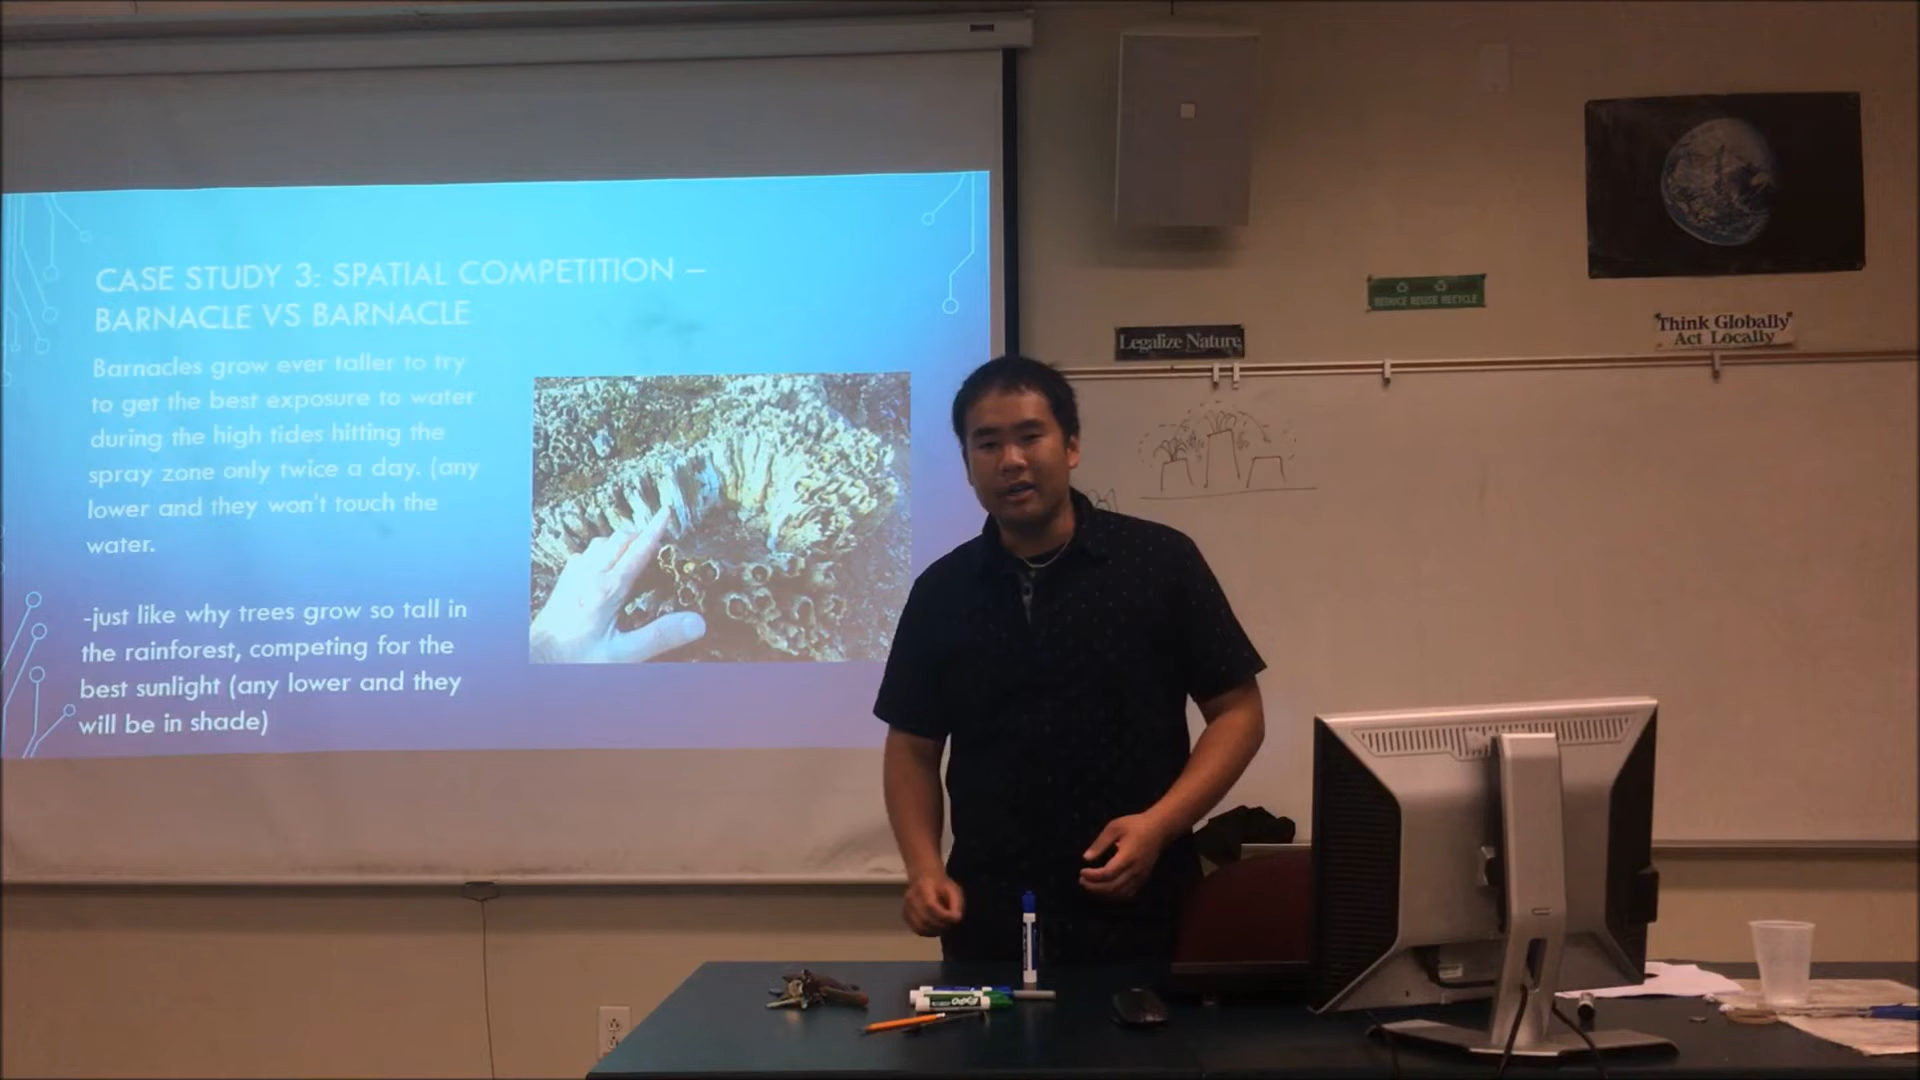 CASE STUDY 3: SPATIAL COMPETITION –
BARNACLE VS BARNACLE
Barnacles grow ever taller to try
to get the best exposure to water
during the high tides hitting the
spray zone only twice a day. (any
lower and they won't touch the
water.
-just like why trees grow so tall in
the rainforest, competing for the
best sunlight (any lower and they
will be in shade)
Legalize Nature
REDUCE REUSE RECYCLE
Think Globally
Act Locally
EXPO